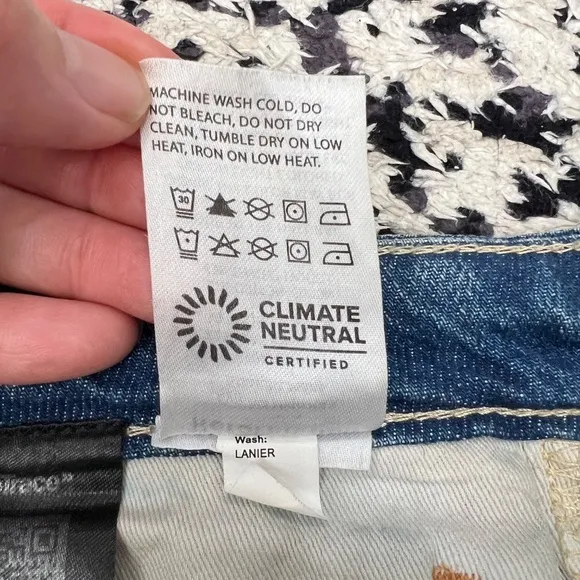 MACHINE WASH COLD, DO
NOT BLEACH, DO NOT DRY
CLEAN, TUMBLE DRY ON LOW
HEAT, IRON ON LOW HEAT.
30
CLIMATE
NEUTRAL
CERTIFIED
Wash:
LANIER